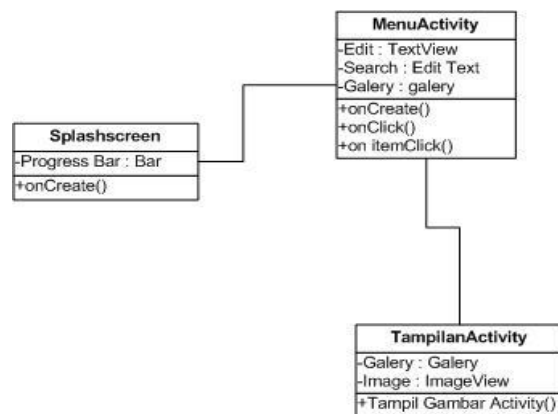 MenuActivity
-Edit : TextView
-Search : Edit Text
-Galery : galery
+onCreate()
+onClick()
+on itemClick()
Splashscreen
-Progress Bar : Bar
+onCreate()
TampilanActivity
-Galery : Galery
-Image : ImageView
+Tampil Gambar Activity()